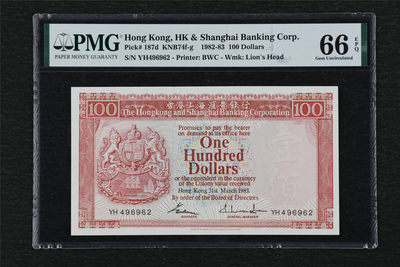 PMG
PAPER MONEY GUARANTY
Hong Kong, HK & Shanghai Banking Corp.
Pick# 187d KNB74f-g 1982-83 100 Dollars
S/N YH496962 - Printer: BWC - Wmk: Lion's Head
66 EPQ
Gem Uncirculated
100 香港上海滙豐銀行 100
The Hongkong and Shanghai Banking Corporation
Promises to pay the bearer
on demand at its office here
One
Hundred
Dollars
or the equivalent in the currency
of the Colony value received
Hong Kong 31st March 1983
By order of the Board of Directors
YH 496962
YH496962
GENERAL MANAGER